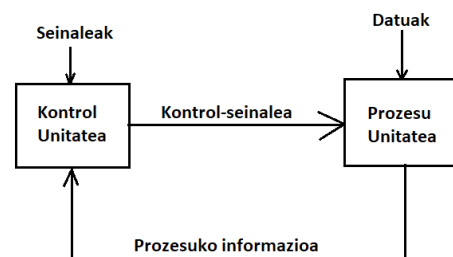 Seinaleak
Datuak
Kontrol
Unitatea
Kontrol-seinalea
Prozesu
Unitatea
Prozesuko informazioa